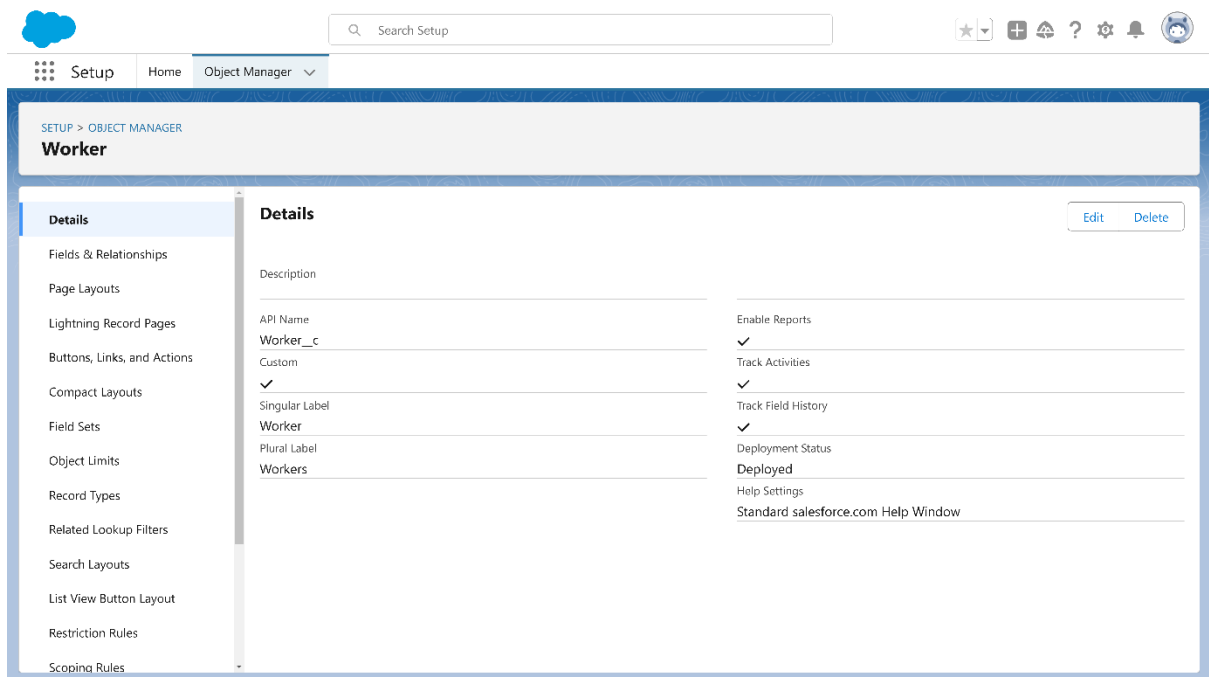 Search Setup
Setup
Home
Object Manager
SETUP > OBJECT MANAGER
Worker
Details
Fields & Relationships
Page Layouts
Lightning Record Pages
Buttons, Links, and Actions
Compact Layouts
Field Sets
Object Limits
Record Types
Related Lookup Filters
Search Layouts
List View Button Layout
Restriction Rules
Scoping Rules
Details
Edit
Delete
Description
API Name
Worker__c
Custom
Singular Label
Worker
Plural Label
Workers
Enable Reports
Track Activities
Track Field History
Deployment Status
Deployed
Help Settings
Standard salesforce.com Help Window